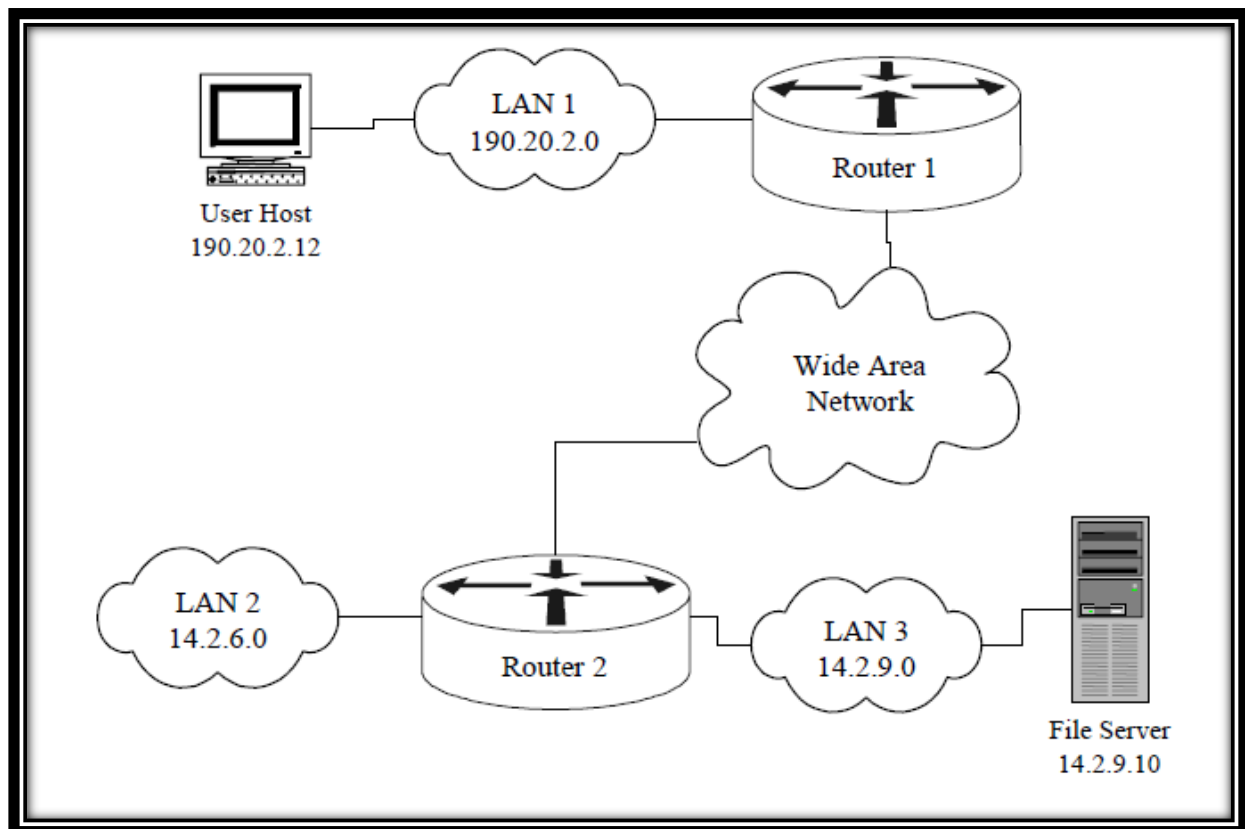 LAN 1
190.20.2.0
Router 1
User Host
190.20.2.12
Wide Area
Network
LAN 2
14.2.6.0
Router 2
LAN 3
14.2.9.0
File Server
14.2.9.10